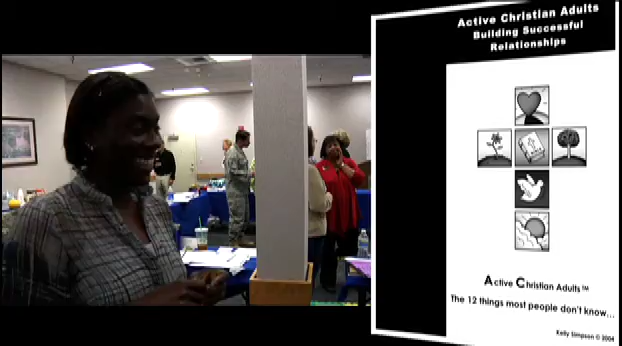 Active Christian Adults
Building Successful
Relationships
Active Christian Adults™
The 12 things most people don't know...
Kelly Simpson © 2004